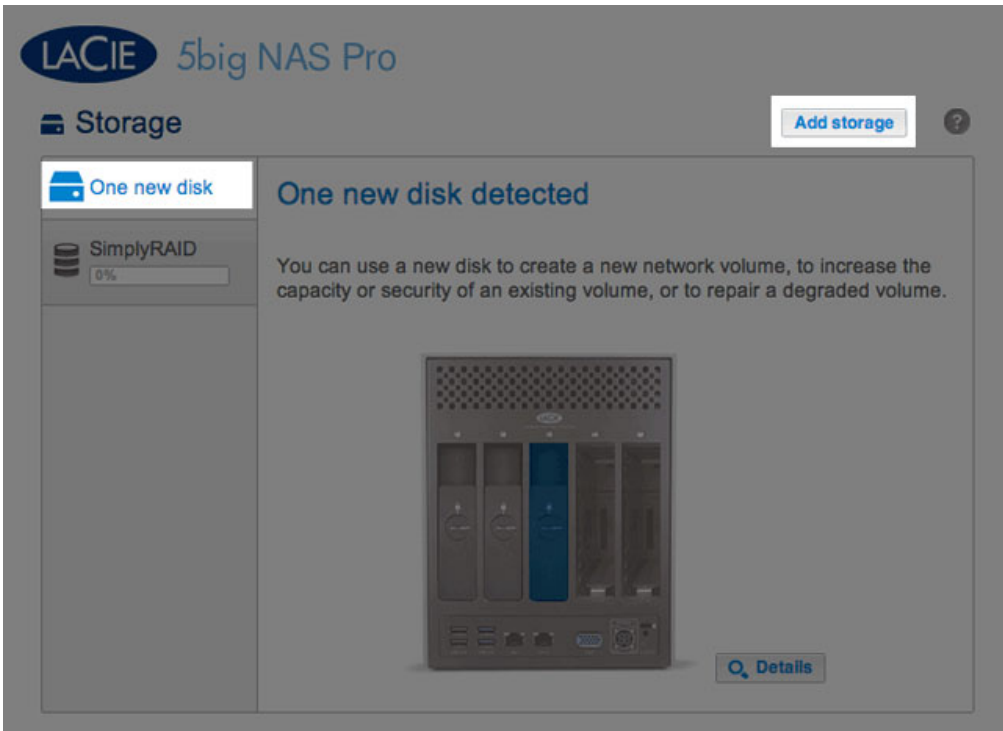 LACIE 5big NAS Pro
Storage
Add storage
?
One new disk
SimplyRAID
0%
One new disk detected
You can use a new disk to create a new network volume, to increase the
capacity or security of an existing volume, or to repair a degraded volume.
Details